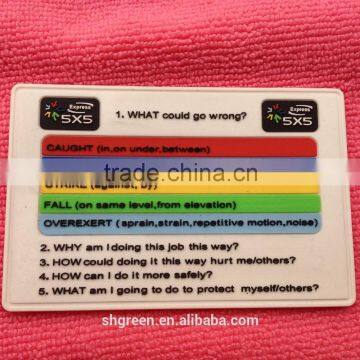 Express
5X5
1. WHAT could go wrong?
Express
5X5
CAUGHT (in,on under,between)
trade-china.com
STRIKE (against, by)
FALL (on same level,from elevation)
OVEREXERT (sprain,strain,repetitive motion,noise)
2. WHY am I doing this job this way?
3. HOW could doing it this way hurt me/others?
4. HOW can I do it more safely?
5. WHAT am I going to do to protect myself/others?
shgreen.en.alibaba.com